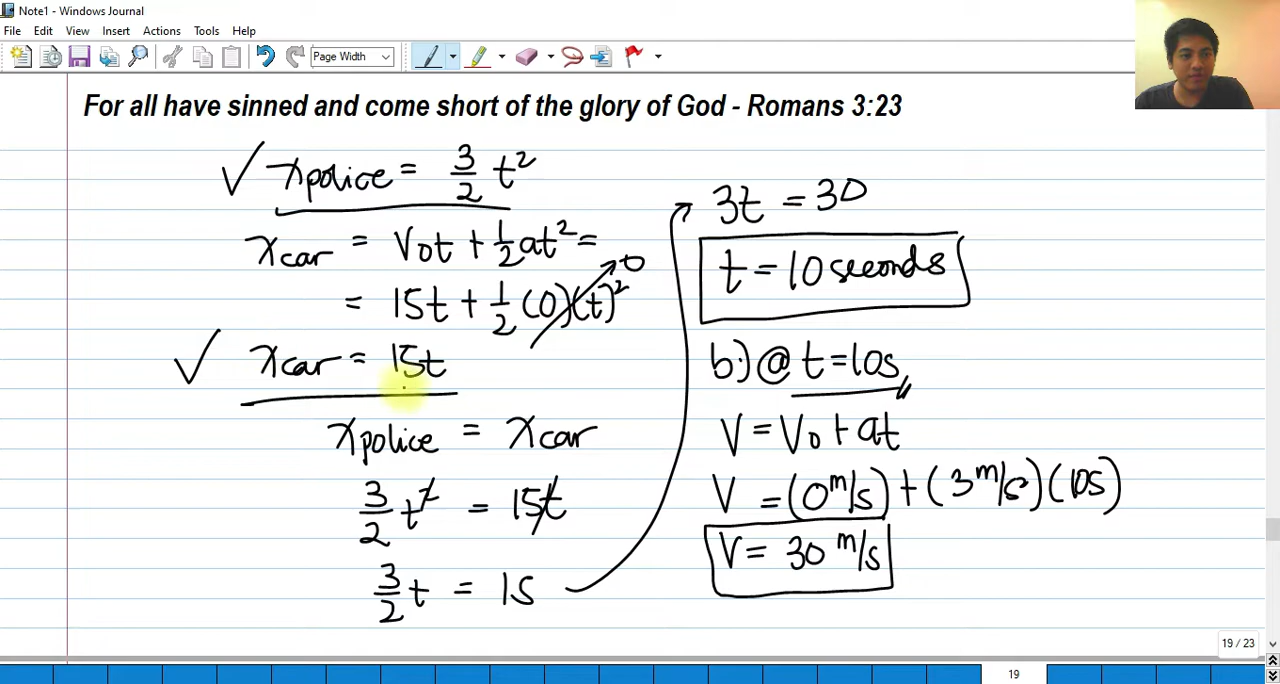 Note1 - Windows Journal
File Edit View Insert Actions Tools Help
Page Width
For all have sinned and come short of the glory of God - Romans 3:23
✓ xpolice = 3/2 t²
xcar = V0t + 1/2 at² =
= 15t + 1/2 (0)(t)² 0
✓ xcar = 15t
xpolice = xcar
3/2 t² = 15t
3/2 t = 15
3t = 30
t = 10 seconds
b.) @ t = 10s
V = V0 + at
V = (0 m/s) + (3 m/s²)(10s)
V = 30 m/s
19 / 23
19